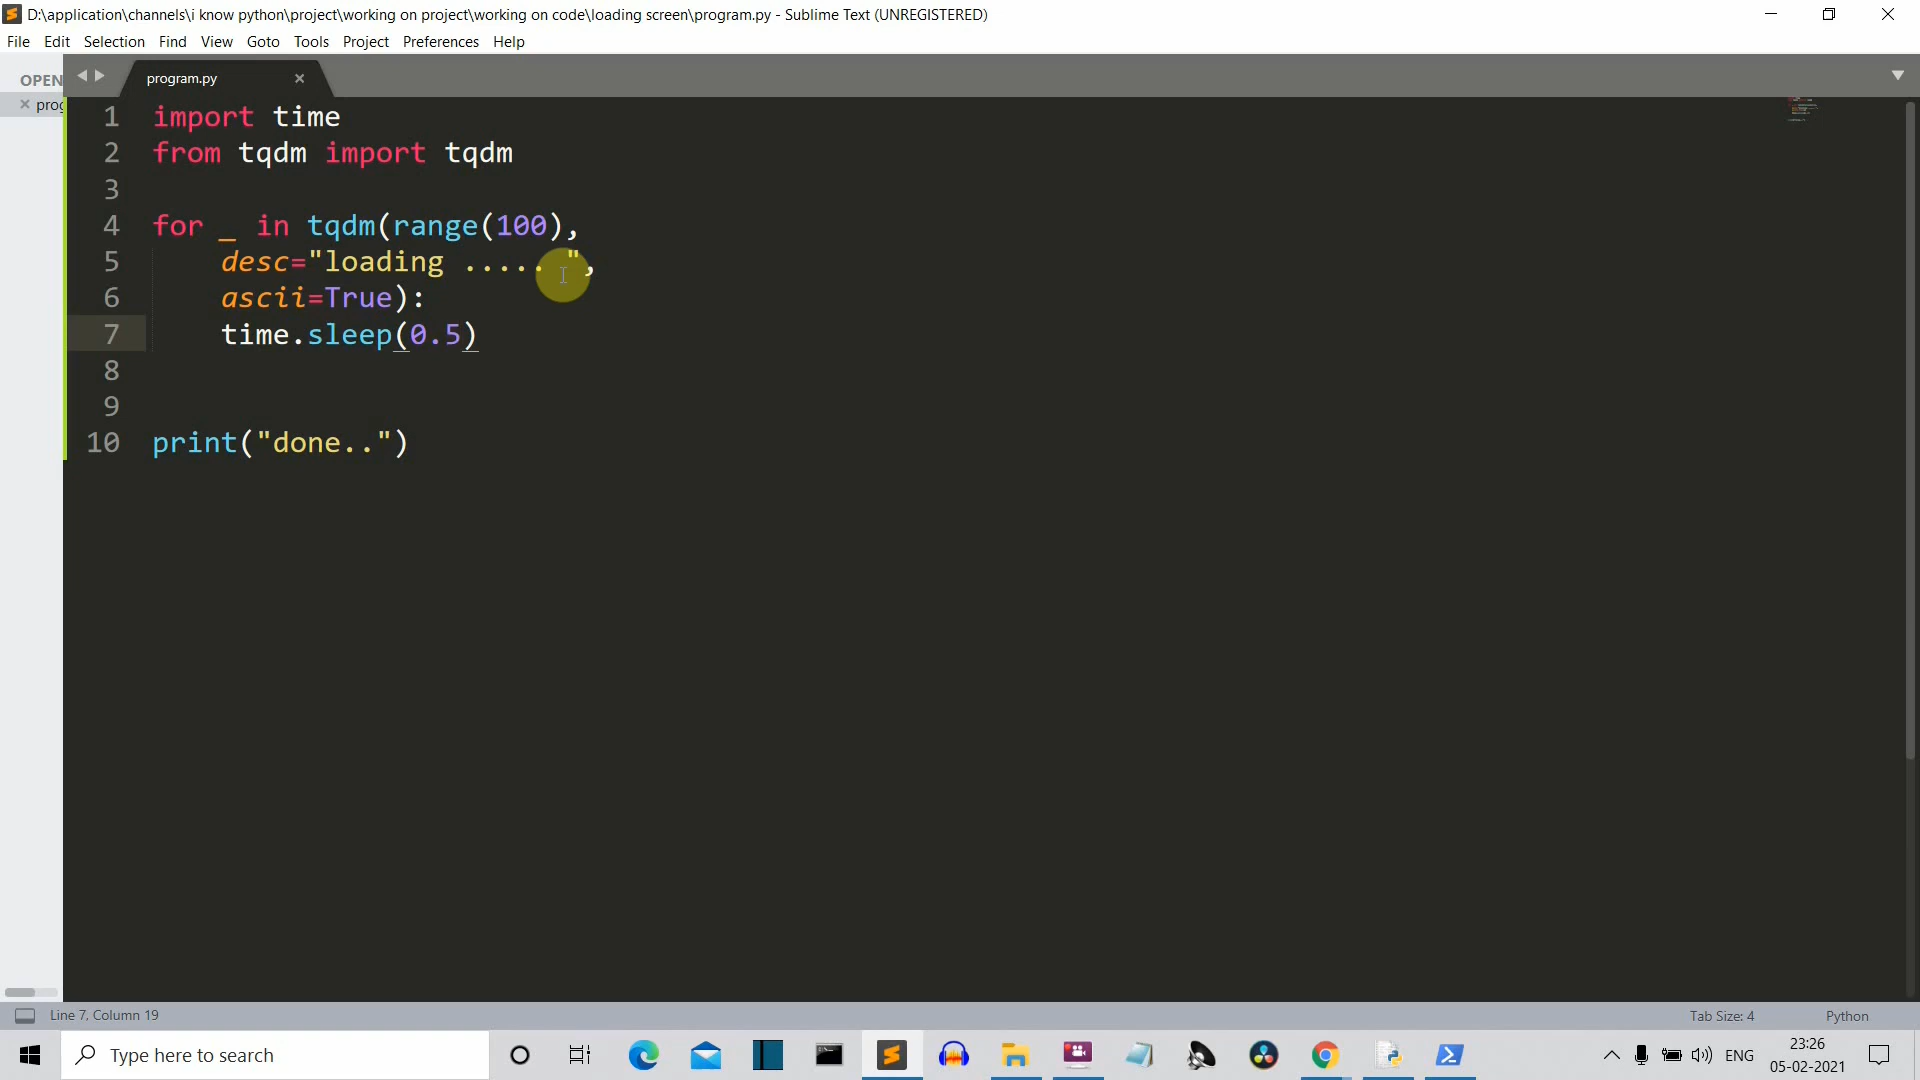 D:\application\channels\i know python\project\working on project\working on code\loading screen\program.py - Sublime Text (UNREGISTERED)
File Edit Selection Find View Goto Tools Project Preferences Help
OPEN
prog
program.py
1 import time
2 from tqdm import tqdm
3
4 for _ in tqdm(range(100),
5 desc="loading ..... ",
6 ascii=True):
7 time.sleep(0.5)
8
9
10 print("done..")
Line 7, Column 19
Tab Size: 4
Python
Type here to search
ENG
23:26
05-02-2021